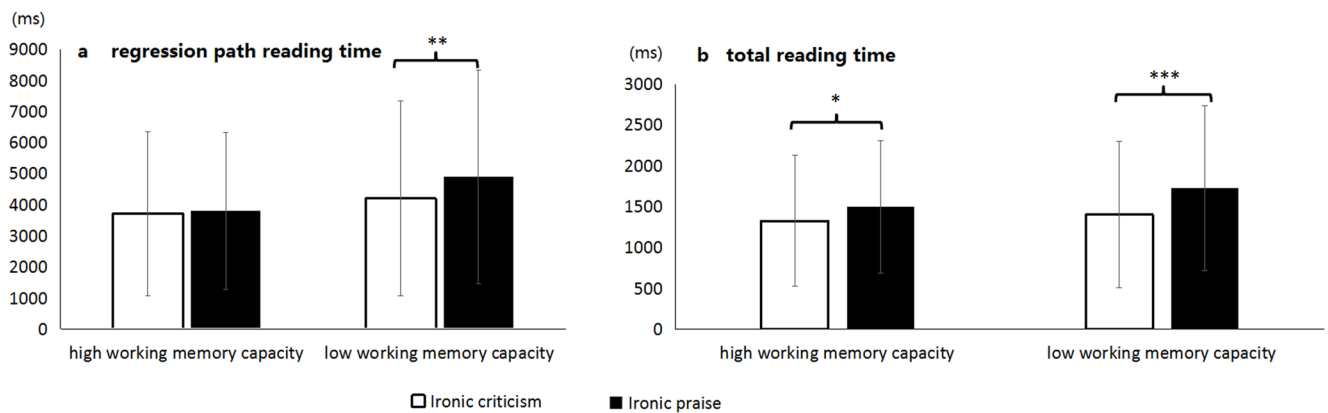 (ms)
a regression path reading time
9000
8000
7000
6000
5000
4000
3000
2000
1000
0
**
high working memory capacity
low working memory capacity
(ms)
b total reading time
3000
2500
2000
1500
1000
500
0
*
***
high working memory capacity
low working memory capacity
Ironic criticism
Ironic praise